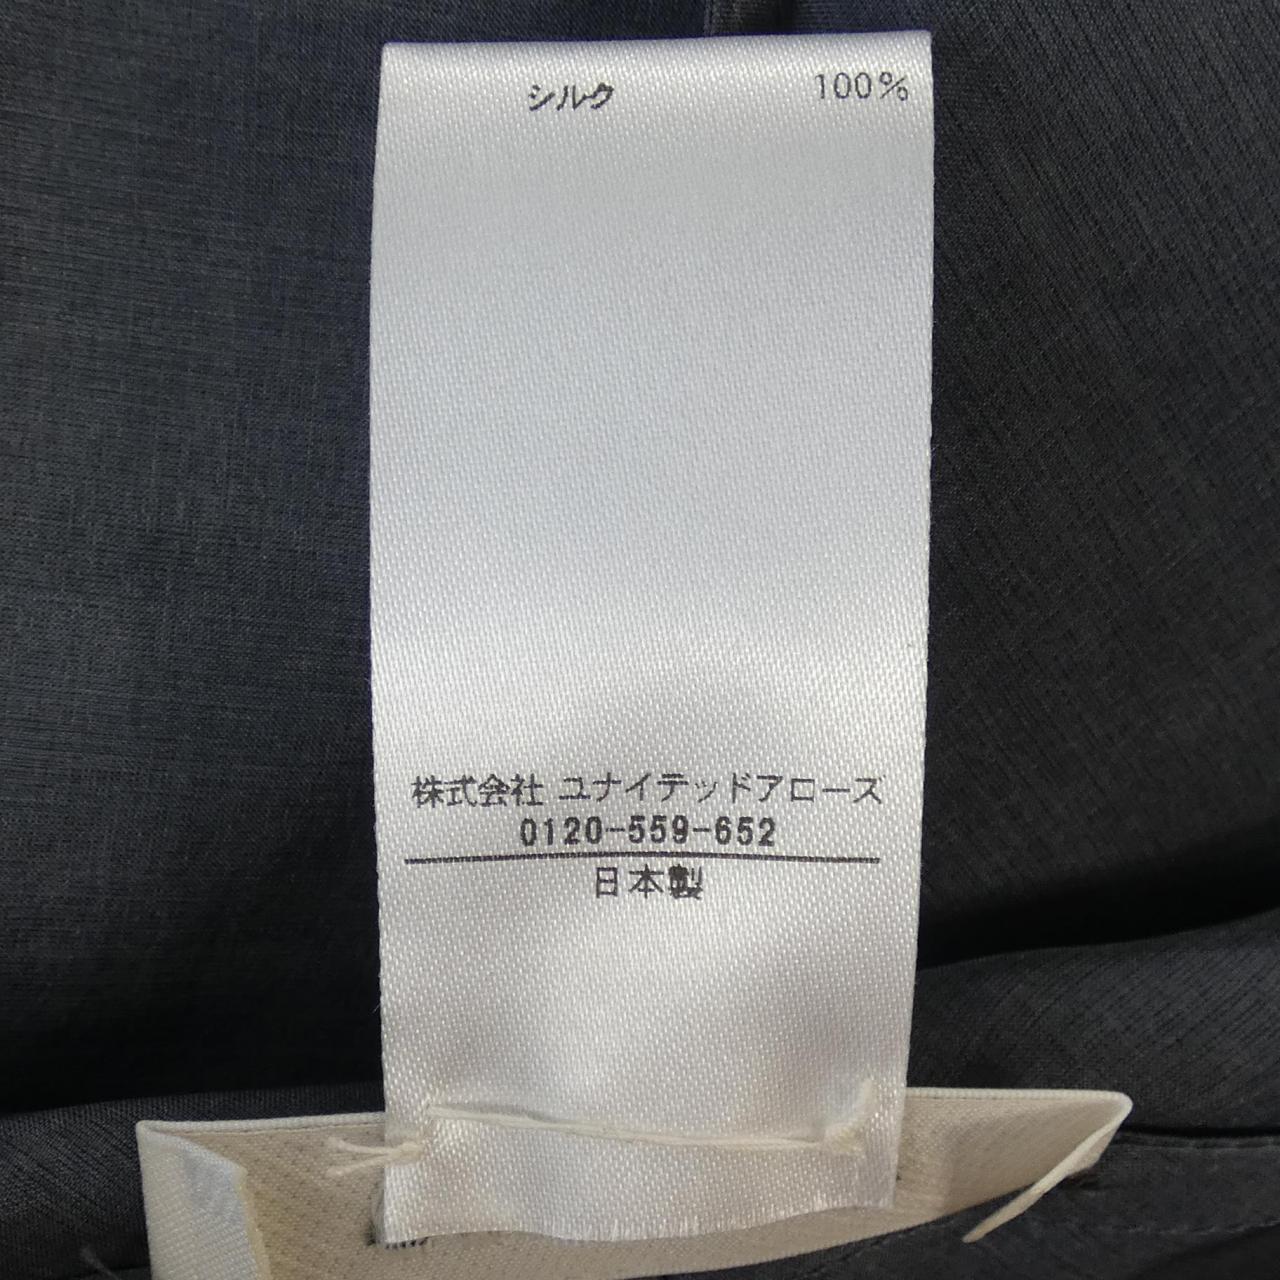 シルク 100%
株式会社 ユナイテッドアローズ
0120-559-652
日本製